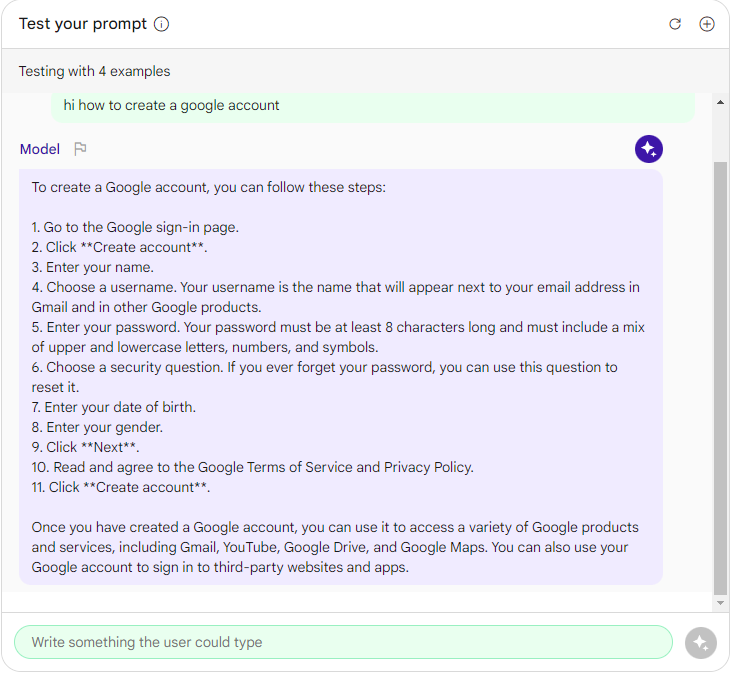 Test your prompt
Testing with 4 examples
hi how to create a google account
Model
To create a Google account, you can follow these steps:
1. Go to the Google sign-in page.
2. Click **Create account**.
3. Enter your name.
4. Choose a username. Your username is the name that will appear next to your email address in
Gmail and in other Google products.
5. Enter your password. Your password must be at least 8 characters long and must include a mix
of upper and lowercase letters, numbers, and symbols.
6. Choose a security question. If you ever forget your password, you can use this question to
reset it.
7. Enter your date of birth.
8. Enter your gender.
9. Click **Next**.
10. Read and agree to the Google Terms of Service and Privacy Policy.
11. Click **Create account**.
Once you have created a Google account, you can use it to access a variety of Google products
and services, including Gmail, YouTube, Google Drive, and Google Maps. You can also use your
Google account to sign in to third-party websites and apps.
Write something the user could type